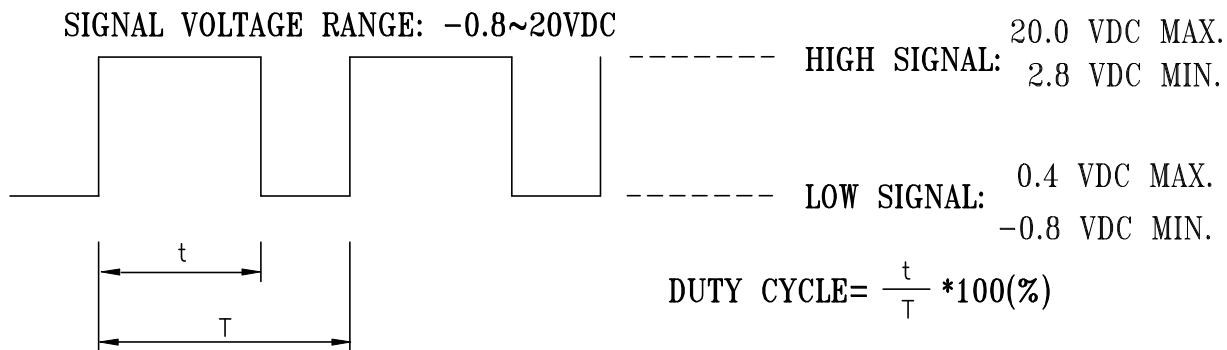 SIGNAL VOLTAGE RANGE: -0.8~20VDC
HIGH SIGNAL: 20.0 VDC MAX.
2.8 VDC MIN.
LOW SIGNAL: 0.4 VDC MAX.
-0.8 VDC MIN.
t
T
DUTY CYCLE= t/T *100(%)